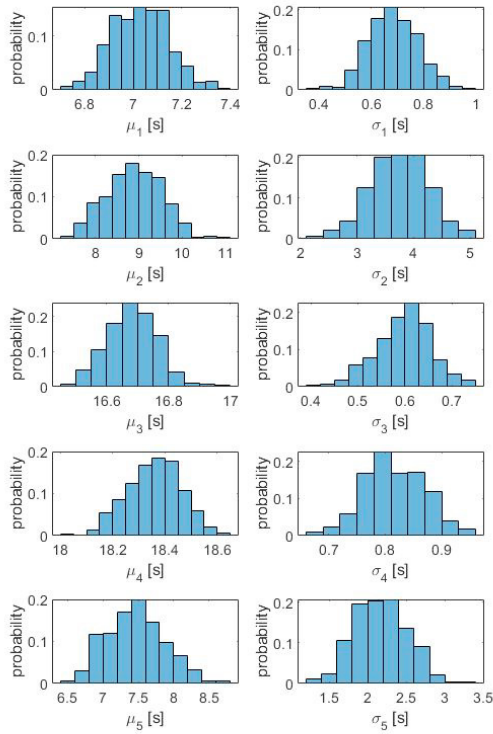 probability
0.1
0
6.8 7 7.2 7.4
μ1 [s]
probability
0.2
0.1
0
0.4 0.6 0.8 1
σ1 [s]
probability
0.2
0.1
0
8 9 10 11
μ2 [s]
probability
0.2
0.1
0
2 3 4 5
σ2 [s]
probability
0.2
0.1
0
16.6 16.8 17
μ3 [s]
probability
0.2
0.1
0
0.4 0.5 0.6 0.7
σ3 [s]
probability
0.2
0.1
0
18 18.2 18.4 18.6
μ4 [s]
probability
0.2
0.1
0
0.7 0.8 0.9
σ4 [s]
probability
0.2
0.1
0
6.5 7 7.5 8 8.5
μ5 [s]
probability
0.2
0.1
0
1.5 2 2.5 3 3.5
σ5 [s]